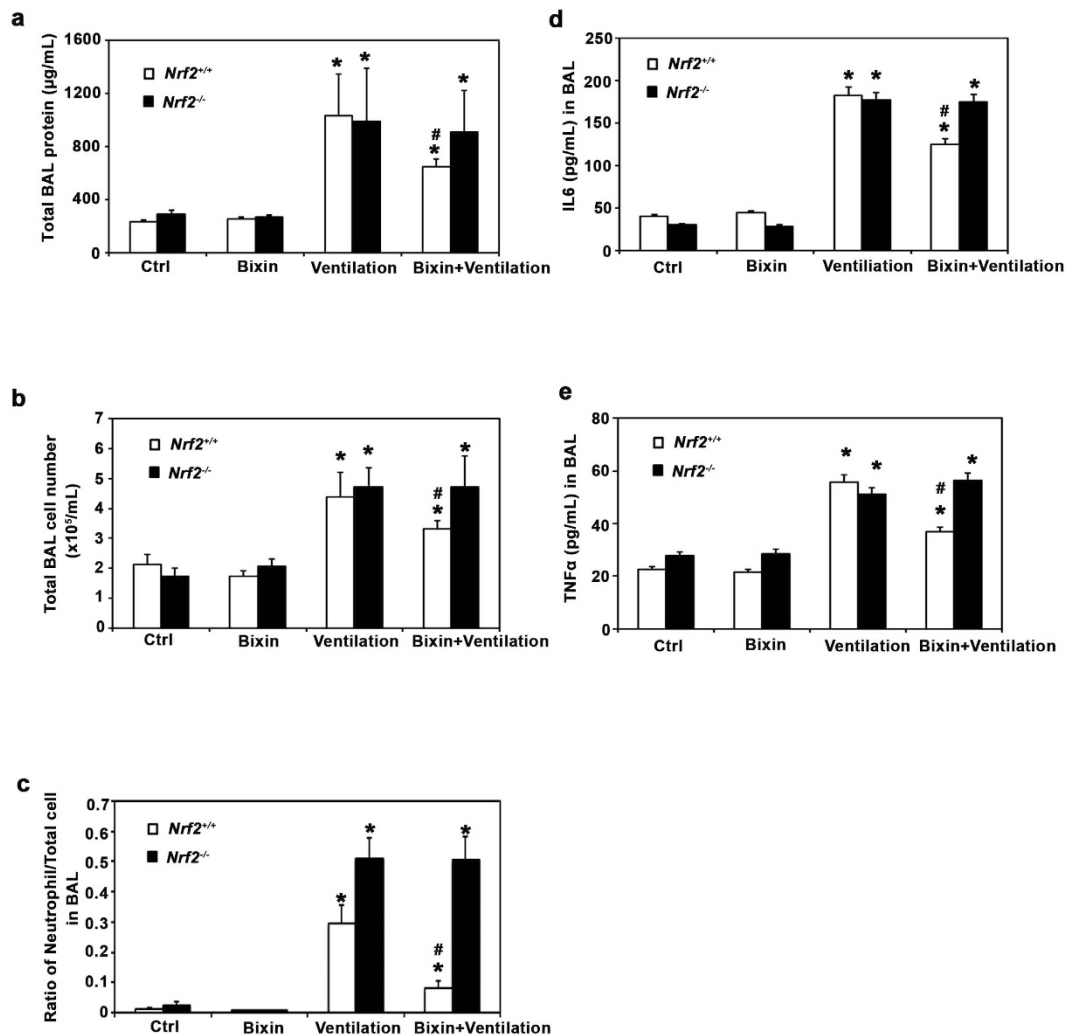 a
Total BAL protein (µg/mL)
1600
1200
800
400
0
Nrf2+/+
Nrf2-/-
* * # * *
Ctrl Bixin Ventilation Bixin+Ventilation
b
Total BAL cell number
(x10⁵/mL)
7
6
5
4
3
2
1
0
Nrf2+/+
Nrf2-/-
* * # * *
Ctrl Bixin Ventilation Bixin+Ventilation
c
Ratio of Neutrophil/Total cell
in BAL
0.7
0.6
0.5
0.4
0.3
0.2
0.1
0
Nrf2+/+
Nrf2-/-
* * # * *
Ctrl Bixin Ventilation Bixin+Ventilation
d
IL6 (pg/mL) in BAL
250
200
150
100
50
0
Nrf2+/+
Nrf2-/-
* * # * *
Ctrl Bixin Ventiliation Bixin+Ventilation
e
TNFα (pg/mL) in BAL
80
60
40
20
0
Nrf2+/+
Nrf2-/-
* * # * *
Ctrl Bixin Ventilation Bixin+Ventilation